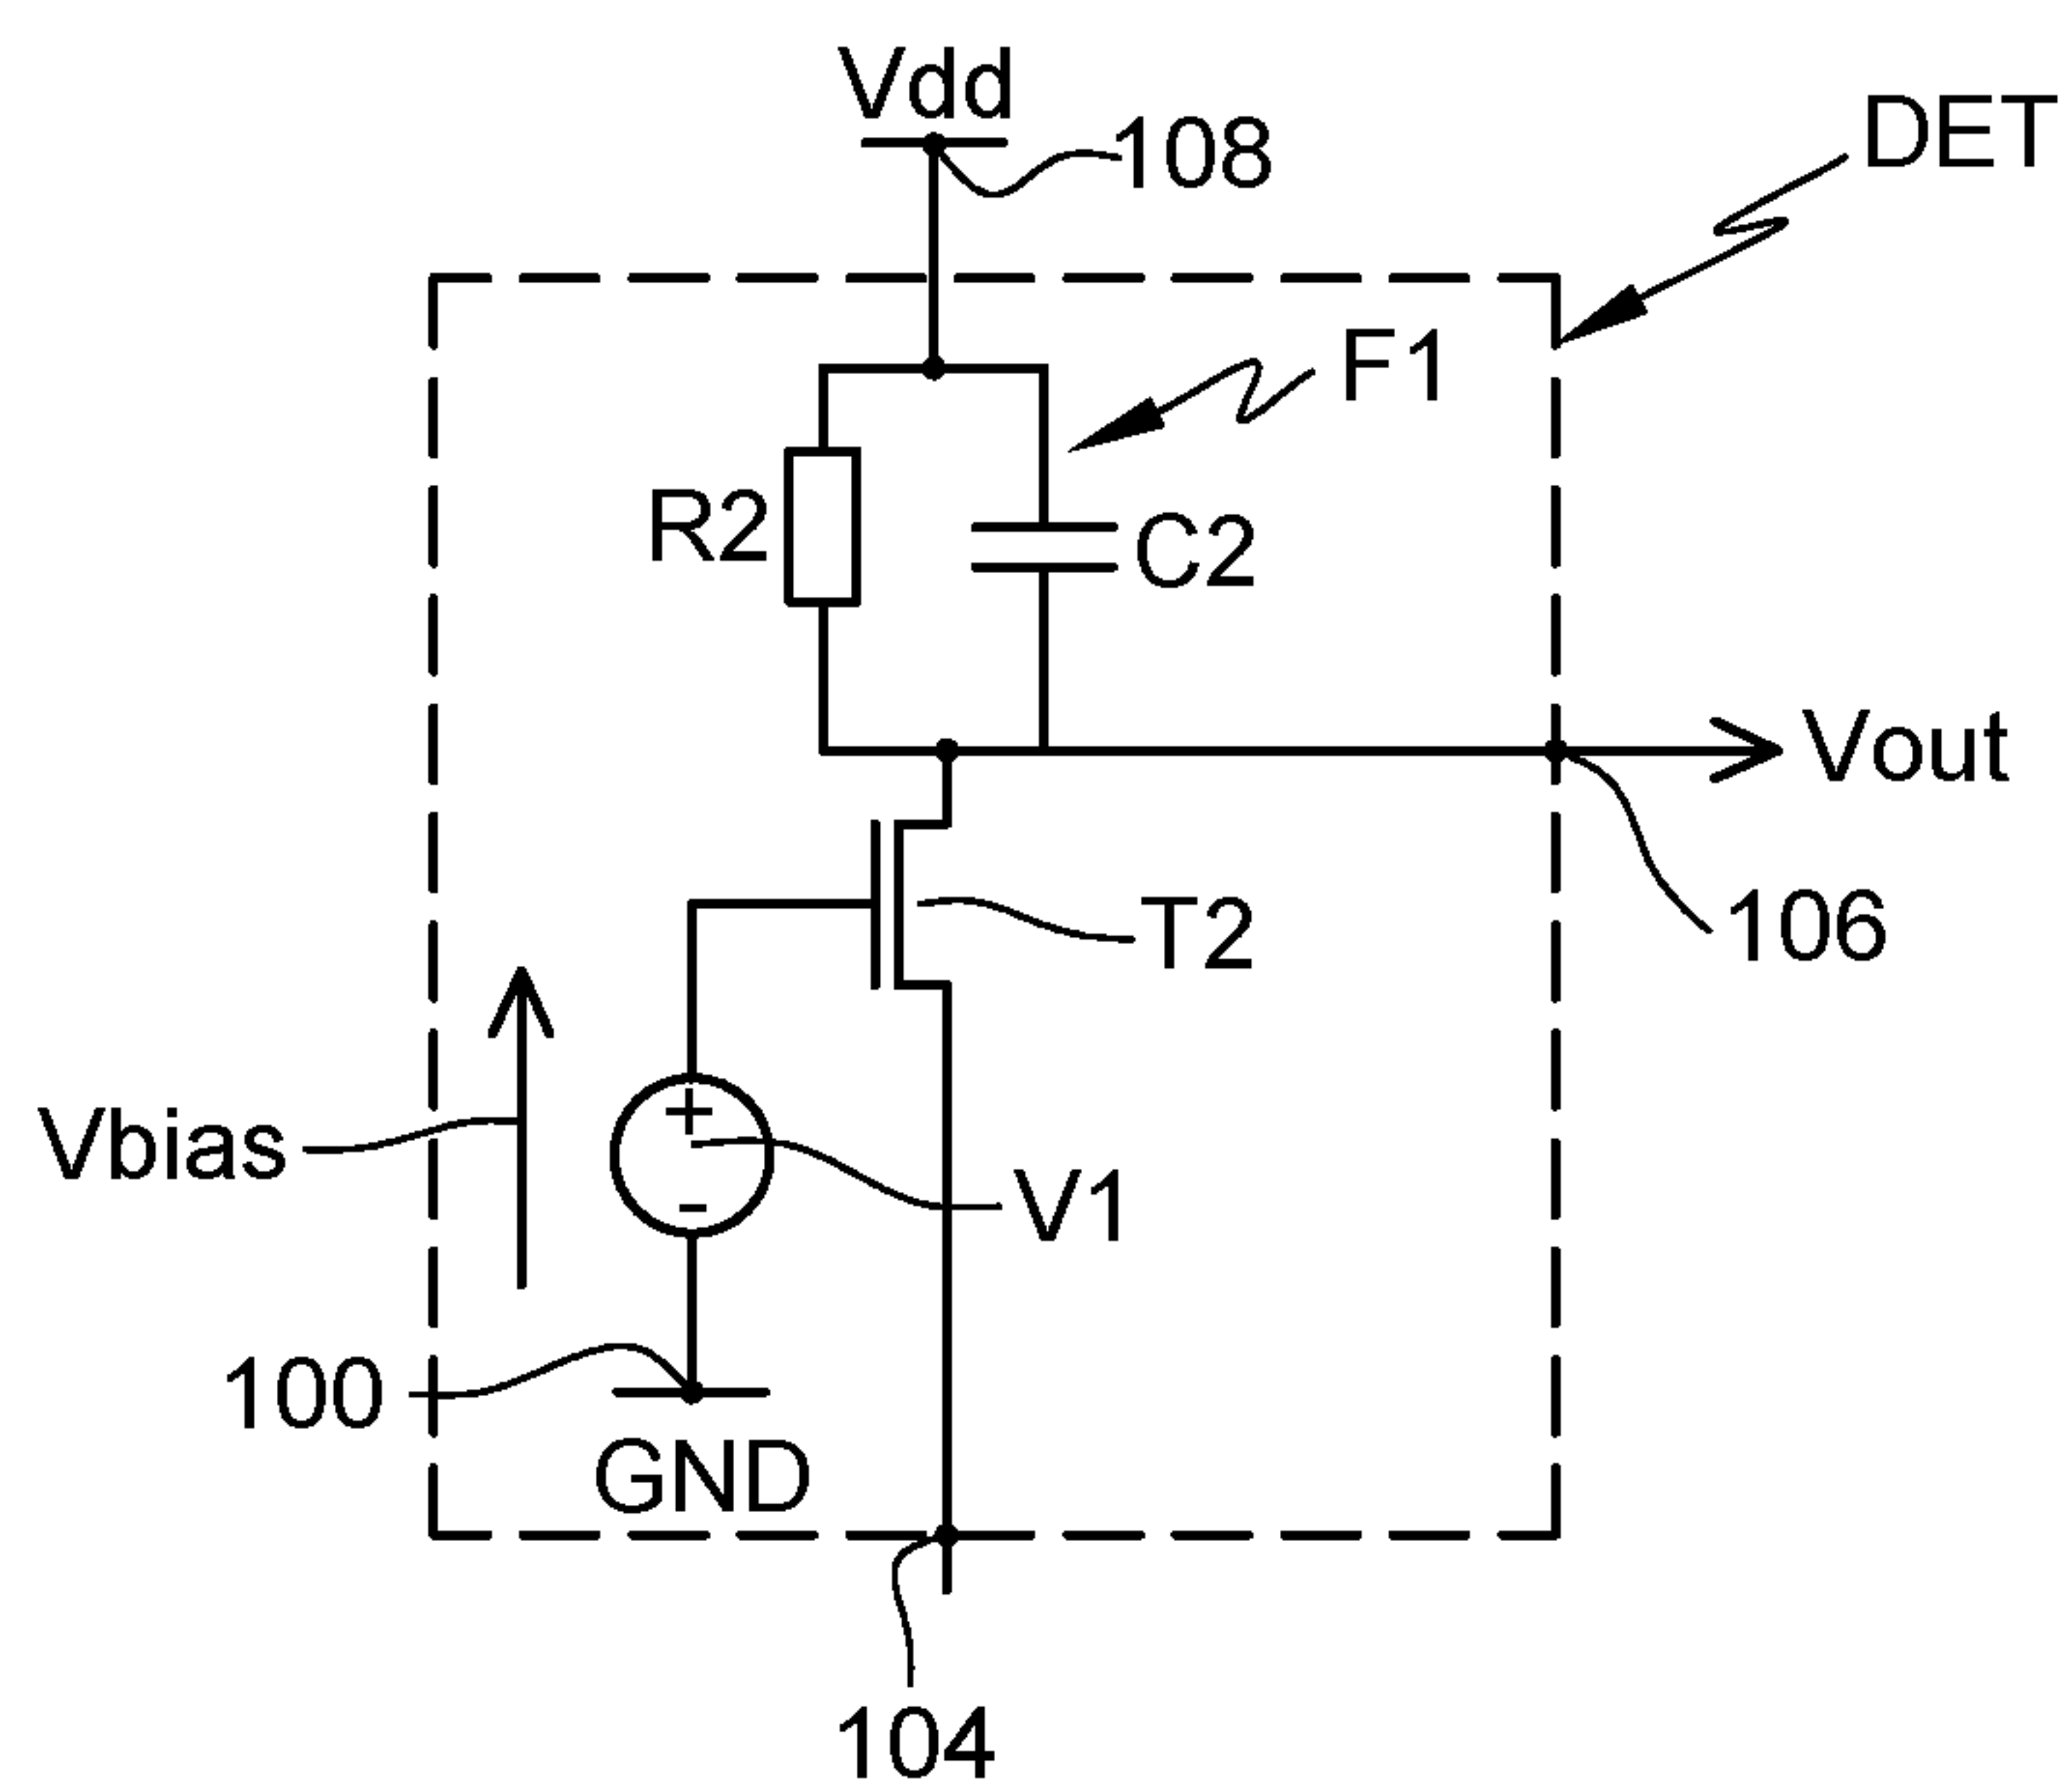 Vdd
108
DET
F1
R2
C2
Vout
T2
106
Vbias
+
V1
-
100
GND
104